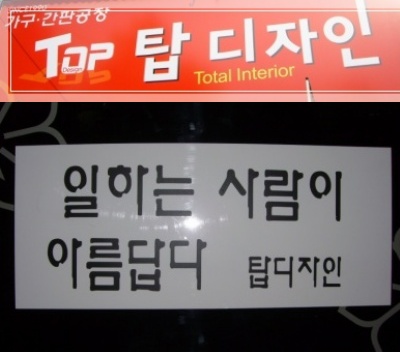 가구·간판공장
TOP 탑 디자인
Design
Total Interior
일하는 사람이
아름답다 탑디자인